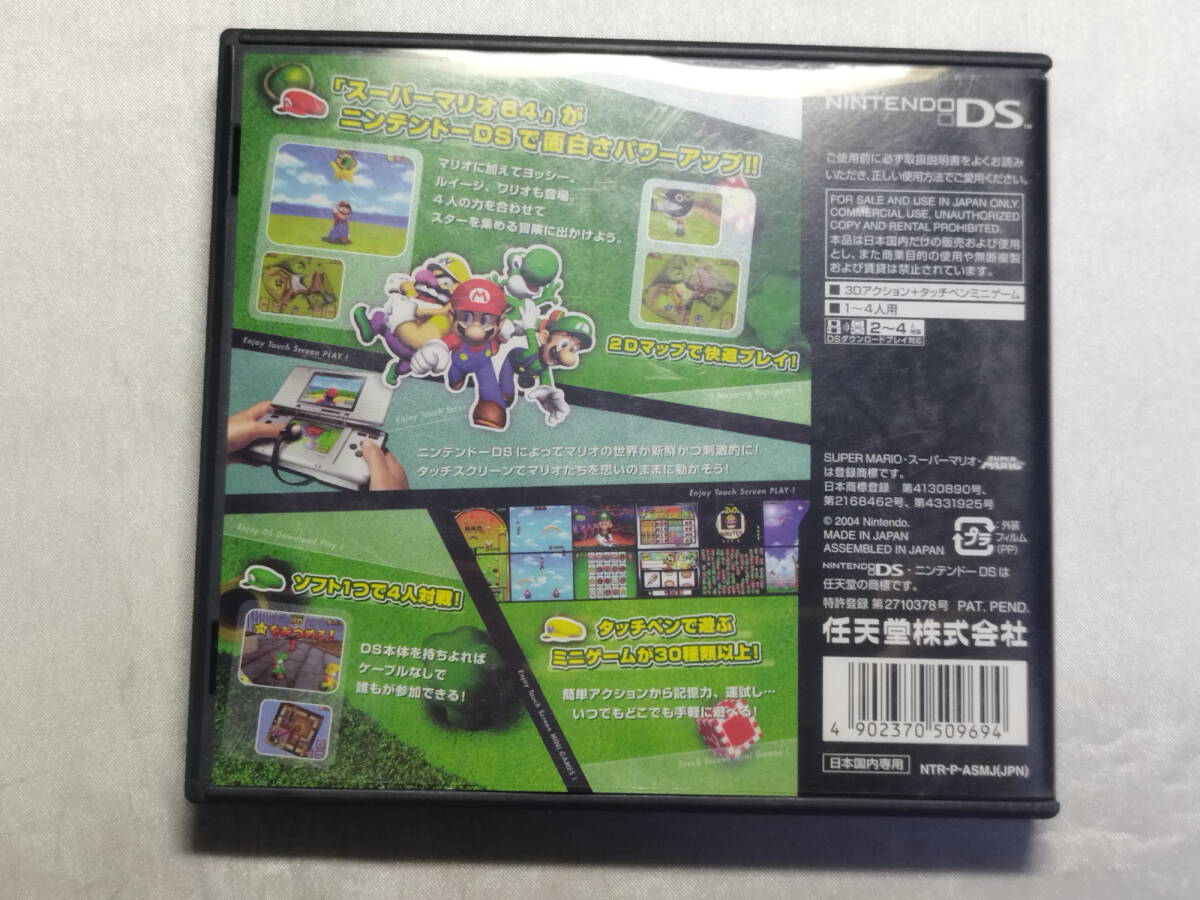 「スーパーマリオ64」が
ニンテンドーDSで面白さパワーアップ!!
マリオに加えてヨッシー、
ルイージ、ワリオも登場。
4人の力を合わせて
スターを集める冒険に出かけよう。
2Dマップで快適プレイ!
Enjoy Touch Screen PLAY !
ニンテンドーDSによってマリオの世界が新鮮かつ刺激的に!
タッチスクリーンでマリオたちを思いのままに動かそう!
Enjoy Touch Screen PLAY !
Enjoy DS Download Play !
ソフト1つで4人対戦!
DS本体を持ちよれば
ケーブルなしで
誰もが参加できる!
タッチペンで遊ぶ
ミニゲームが30種類以上!
簡単アクションから記憶力、運試し…
いつでもどこでも手軽に遊べる!
Enjoy Touch Screen MINI GAMES !
Touch Screen Mini Games !
NINTENDO DS™
ご使用前に必ず取扱説明書をよくお読み
いただき、正しい使用方法でご愛用ください。
FOR SALE AND USE IN JAPAN ONLY.
COMMERCIAL USE, UNAUTHORIZED
COPY AND RENTAL PROHIBITED.
本品は日本国内だけの販売および使用
とし、また商業目的の使用や無断複製
および賃貸は禁止されています。
■ 3Dアクション+タッチペンミニゲーム
■ 1〜4人用
2〜4人対応
DSダウンロードプレイ対応
SUPER MARIO・スーパーマリオ・SUPER MARIO
は登録商標です。
日本商標登録 第4130890号、
第2168462号、第4331925号
© 2004 Nintendo.
MADE IN JAPAN
ASSEMBLED IN JAPAN
プラ
:外装
フィルム
(PP)
NINTENDO DS・ニンテンドーDSは
任天堂の商標です。
特許登録 第2710378号 PAT. PEND.
任天堂株式会社
4 902370 509694
日本国内専用
NTR-P-ASMJ(JPN)